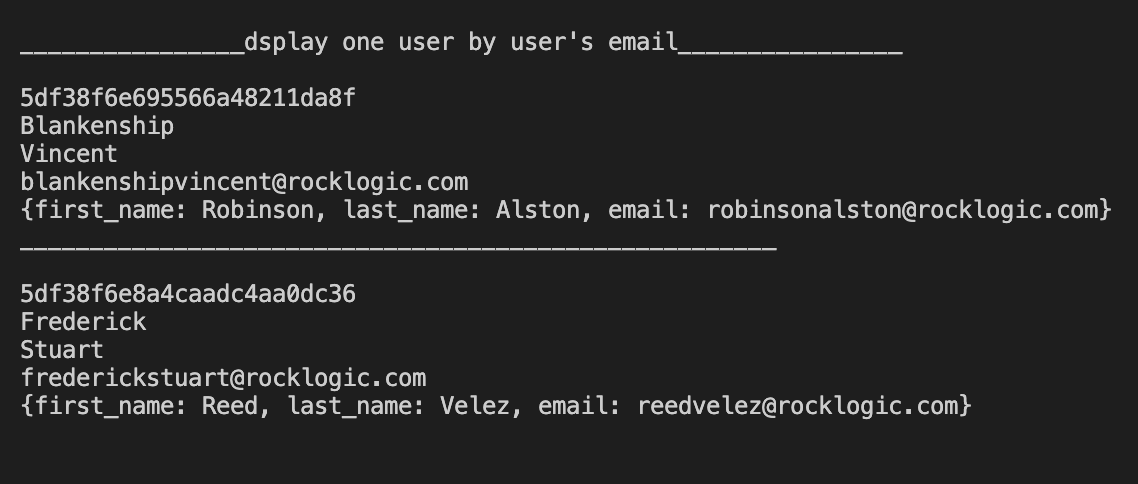 ________________dsplay one user by user's email________________
5df38f6e695566a48211da8f
Blankenship
Vincent
blankenshipvincent@rocklogic.com
{first_name: Robinson, last_name: Alston, email: robinsonalston@rocklogic.com}
______________________________________________________
5df38f6e8a4caadc4aa0dc36
Frederick
Stuart
frederickstuart@rocklogic.com
{first_name: Reed, last_name: Velez, email: reedvelez@rocklogic.com}